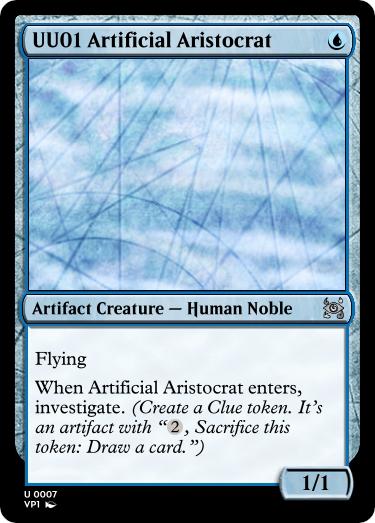 UU01 Artificial Aristocrat
Artifact Creature — Human Noble
Flying
When Artificial Aristocrat enters,
investigate. (Create a Clue token. It's
an artifact with “2, Sacrifice this
token: Draw a card.”)
1/1
U 0007
VP1